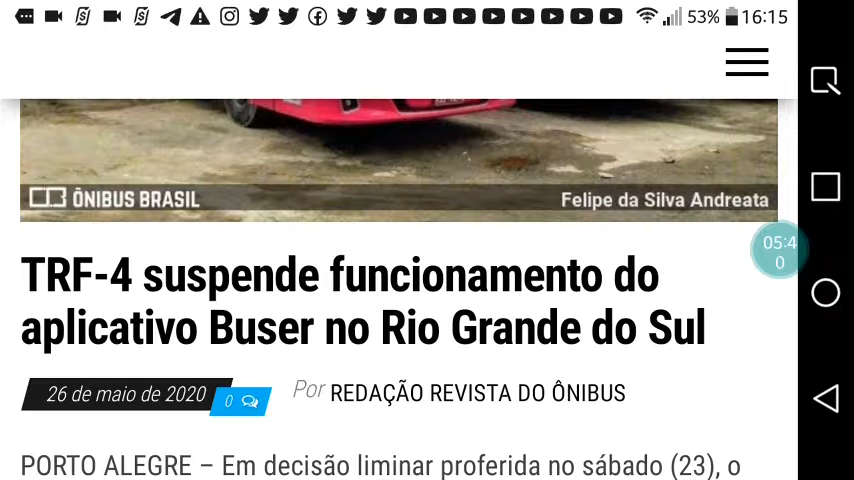 53% 16:15
ÔNIBUS BRASIL Felipe da Silva Andreata
05:4
0
TRF-4 suspende funcionamento do
aplicativo Buser no Rio Grande do Sul
26 de maio de 2020 0 Por REDAÇÃO REVISTA DO ÔNIBUS
PORTO ALEGRE – Em decisão liminar proferida no sábado (23), o